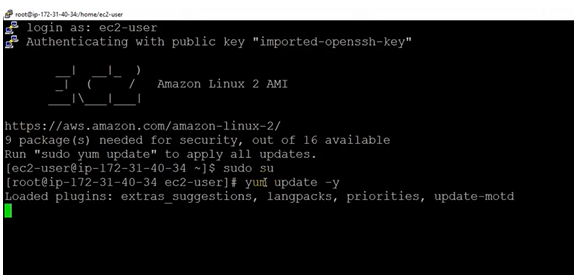 root@ip-172-31-40-34:/home/ec2-user
login as: ec2-user
Authenticating with public key "imported-openssh-key"
__|  __|_  )
_|  (     /   Amazon Linux 2 AMI
___|\___|___|
https://aws.amazon.com/amazon-linux-2/
9 package(s) needed for security, out of 16 available
Run "sudo yum update" to apply all updates.
[ec2-user@ip-172-31-40-34 ~]$ sudo su
[root@ip-172-31-40-34 ec2-user]# yum update -y
Loaded plugins: extras_suggestions, langpacks, priorities, update-motd